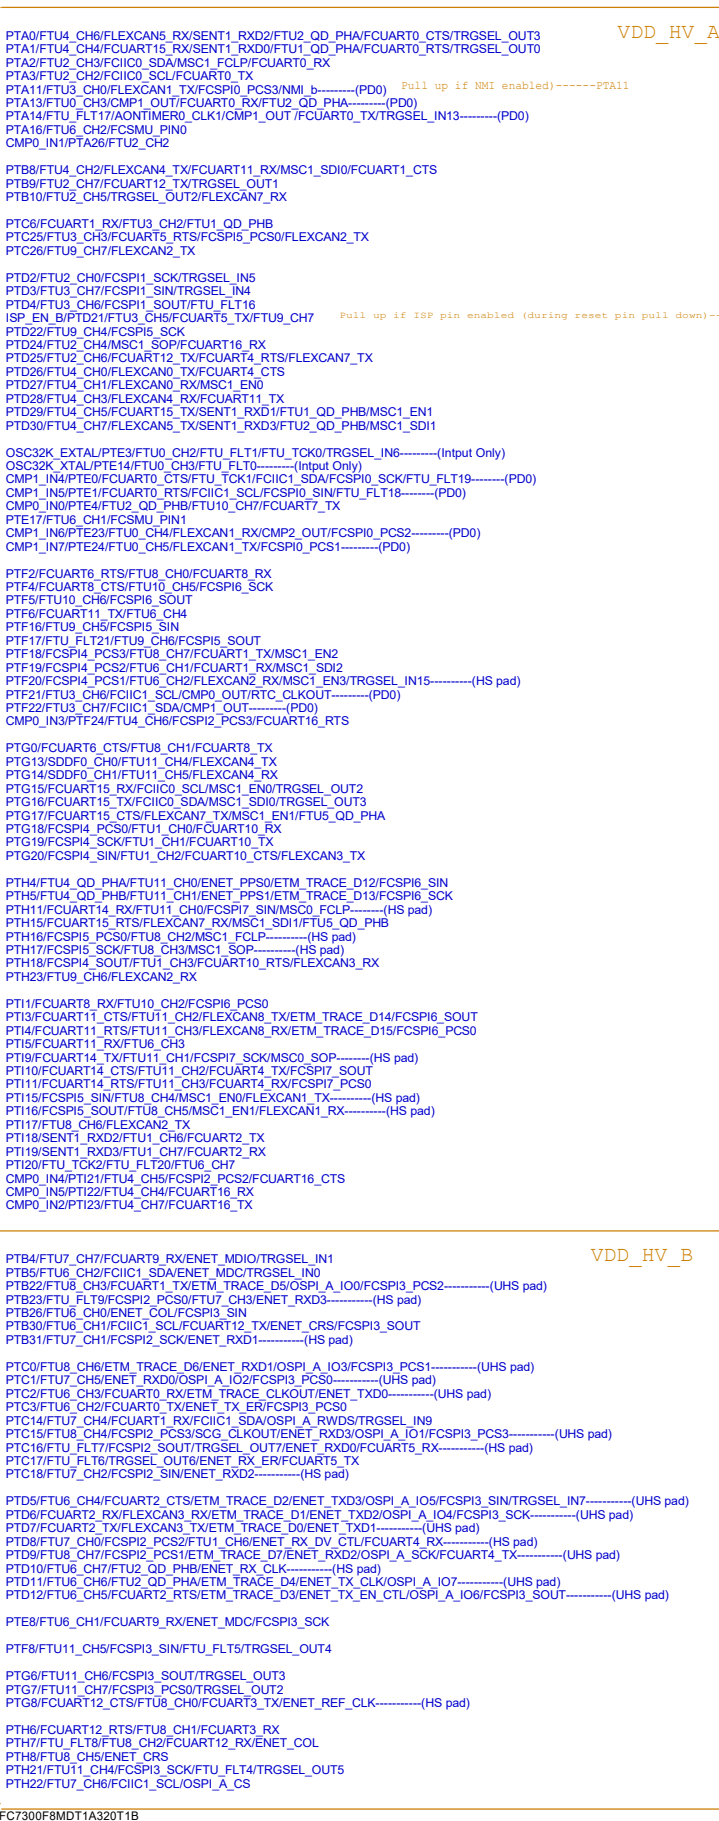 VDD_HV_A
PTA0/FTU4_CH6/FLEXCAN5_RX/SENT1_RXD2/FTU2_QD_PHA/FCUART0_CTS/TRGSEL_OUT3
PTA1/FTU4_CH4/FCUART15_RX/SENT1_RXD0/FTU1_QD_PHA/FCUART0_RTS/TRGSEL_OUT0
PTA2/FTU2_CH3/FCIIC0_SDA/MSC1_FCLP/FCUART0_RX
PTA3/FTU2_CH2/FCIIC0_SCL/FCUART0_TX
PTA11/FTU3_CH0/FLEXCAN1_TX/FCSPI0_PCS3/NMI_b---------(PD0) Pull up if NMI enabled)------PTA11
PTA13/FTU0_CH3/CMP1_OUT/FCUART0_RX/FTU2_QD_PHA---------(PD0)
PTA14/FTU_FLT17/AONTIMER0_CLK1/CMP1_OUT /FCUART0_TX/TRGSEL_IN13---------(PD0)
PTA16/FTU6_CH2/FCSMU_PIN0
CMP0_IN1/PTA26/FTU2_CH2
PTB8/FTU4_CH2/FLEXCAN4_TX/FCUART11_RX/MSC1_SDI0/FCUART1_CTS
PTB9/FTU2_CH7/FCUART12_TX/TRGSEL_OUT1
PTB10/FTU2_CH5/TRGSEL_OUT2/FLEXCAN7_RX
PTC6/FCUART1_RX/FTU3_CH2/FTU1_QD_PHB
PTC25/FTU3_CH3/FCUART5_RTS/FCSPI5_PCS0/FLEXCAN2_TX
PTC26/FTU9_CH7/FLEXCAN2_TX
PTD2/FTU2_CH0/FCSPI1_SCK/TRGSEL_IN5
PTD3/FTU3_CH7/FCSPI1_SIN/TRGSEL_IN4
PTD4/FTU3_CH6/FCSPI1_SOUT/FTU_FLT16
ISP_EN_B/PTD21/FTU3_CH5/FCUART5_TX/FTU9_CH7 Pull up if ISP pin enabled (during reset pin pull down)--
PTD22/FTU9_CH4/FCSPI5_SCK
PTD24/FTU2_CH4/MSC1_SOP/FCUART16_RX
PTD25/FTU2_CH6/FCUART12_TX/FCUART4_RTS/FLEXCAN7_TX
PTD26/FTU4_CH0/FLEXCAN0_TX/FCUART4_CTS
PTD27/FTU4_CH1/FLEXCAN0_RX/MSC1_EN0
PTD28/FTU4_CH3/FLEXCAN4_RX/FCUART11_TX
PTD29/FTU4_CH5/FCUART15_TX/SENT1_RXD1/FTU1_QD_PHB/MSC1_EN1
PTD30/FTU4_CH7/FLEXCAN5_TX/SENT1_RXD3/FTU2_QD_PHB/MSC1_SDI1
OSC32K_EXTAL/PTE3/FTU0_CH2/FTU_FLT1/FTU_TCK0/TRGSEL_IN6---------(Intput Only)
OSC32K_XTAL/PTE14/FTU0_CH3/FTU_FLT0---------(Intput Only)
CMP1_IN4/PTE0/FCUART0_CTS/FTU_TCK1/FCIIC1_SDA/FCSPI0_SCK/FTU_FLT19--------(PD0)
CMP1_IN5/PTE1/FCUART0_RTS/FCIIC1_SCL/FCSPI0_SIN/FTU_FLT18--------(PD0)
CMP0_IN0/PTE4/FTU2_QD_PHB/FTU10_CH7/FCUART7_TX
PTE17/FTU6_CH1/FCSMU_PIN1
CMP1_IN6/PTE23/FTU0_CH4/FLEXCAN1_RX/CMP2_OUT/FCSPI0_PCS2---------(PD0)
CMP1_IN7/PTE24/FTU0_CH5/FLEXCAN1_TX/FCSPI0_PCS1---------(PD0)
PTF2/FCUART6_RTS/FTU8_CH0/FCUART8_RX
PTF4/FCUART8_CTS/FTU10_CH5/FCSPI6_SCK
PTF5/FTU10_CH6/FCSPI6_SOUT
PTF6/FCUART11_TX/FTU6_CH4
PTF16/FTU9_CH5/FCSPI5_SIN
PTF17/FTU_FLT21/FTU9_CH6/FCSPI5_SOUT
PTF18/FCSPI4_PCS3/FTU8_CH7/FCUART1_TX/MSC1_EN2
PTF19/FCSPI4_PCS2/FTU6_CH1/FCUART1_RX/MSC1_SDI2
PTF20/FCSPI4_PCS1/FTU6_CH2/FLEXCAN2_RX/MSC1_EN3/TRGSEL_IN15----------(HS pad)
PTF21/FTU3_CH6/FCIIC1_SCL/CMP0_OUT/RTC_CLKOUT---------(PD0)
PTF22/FTU3_CH7/FCIIC1_SDA/CMP1_OUT---------(PD0)
CMP0_IN3/PTF24/FTU4_CH6/FCSPI2_PCS3/FCUART16_RTS
PTG0/FCUART6_CTS/FTU8_CH1/FCUART8_TX
PTG13/SDDF0_CH0/FTU11_CH4/FLEXCAN4_TX
PTG14/SDDF0_CH1/FTU11_CH5/FLEXCAN4_RX
PTG15/FCUART15_RX/FCIIC0_SCL/MSC1_EN0/TRGSEL_OUT2
PTG16/FCUART15_TX/FCIIC0_SDA/MSC1_SDI0/TRGSEL_OUT3
PTG17/FCUART15_CTS/FLEXCAN7_TX/MSC1_EN1/FTU5_QD_PHA
PTG18/FCSPI4_PCS0/FTU1_CH0/FCUART10_RX
PTG19/FCSPI4_SCK/FTU1_CH1/FCUART10_TX
PTG20/FCSPI4_SIN/FTU1_CH2/FCUART10_CTS/FLEXCAN3_TX
PTH4/FTU4_QD_PHA/FTU11_CH0/ENET_PPS0/ETM_TRACE_D12/FCSPI6_SIN
PTH5/FTU4_QD_PHB/FTU11_CH1/ENET_PPS1/ETM_TRACE_D13/FCSPI6_SCK
PTH11/FCUART14_RX/FTU11_CH0/FCSPI7_SIN/MSC0_FCLP--------(HS pad)
PTH15/FCUART15_RTS/FLEXCAN7_RX/MSC1_SDI1/FTU5_QD_PHB
PTH16/FCSPI5_PCS0/FTU8_CH2/MSC1_FCLP----------(HS pad)
PTH17/FCSPI5_SCK/FTU8_CH3/MSC1_SOP----------(HS pad)
PTH18/FCSPI4_SOUT/FTU1_CH3/FCUART10_RTS/FLEXCAN3_RX
PTH23/FTU9_CH6/FLEXCAN2_RX
PTI1/FCUART8_RX/FTU10_CH2/FCSPI6_PCS0
PTI3/FCUART11_CTS/FTU11_CH2/FLEXCAN8_TX/ETM_TRACE_D14/FCSPI6_SOUT
PTI4/FCUART11_RTS/FTU11_CH3/FLEXCAN8_RX/ETM_TRACE_D15/FCSPI6_PCS0
PTI5/FCUART11_RX/FTU6_CH3
PTI9/FCUART14_TX/FTU11_CH1/FCSPI7_SCK/MSC0_SOP--------(HS pad)
PTI10/FCUART14_CTS/FTU11_CH2/FCUART4_TX/FCSPI7_SOUT
PTI11/FCUART14_RTS/FTU11_CH3/FCUART4_RX/FCSPI7_PCS0
PTI15/FCSPI5_SIN/FTU8_CH4/MSC1_EN0/FLEXCAN1_TX----------(HS pad)
PTI16/FCSPI5_SOUT/FTU8_CH5/MSC1_EN1/FLEXCAN1_RX----------(HS pad)
PTI17/FTU8_CH6/FLEXCAN2_TX
PTI18/SENT1_RXD2/FTU1_CH6/FCUART2_TX
PTI19/SENT1_RXD3/FTU1_CH7/FCUART2_RX
PTI20/FTU_TCK2/FTU_FLT20/FTU6_CH7
CMP0_IN4/PTI21/FTU4_CH5/FCSPI2_PCS2/FCUART16_CTS
CMP0_IN5/PTI22/FTU4_CH4/FCUART16_RX
CMP0_IN2/PTI23/FTU4_CH7/FCUART16_TX
VDD_HV_B
PTB4/FTU7_CH7/FCUART9_RX/ENET_MDIO/TRGSEL_IN1
PTB5/FTU6_CH2/FCIIC1_SDA/ENET_MDC/TRGSEL_IN0
PTB22/FTU8_CH3/FCUART1_TX/ETM_TRACE_D5/OSPI_A_IO0/FCSPI3_PCS2-----------(UHS pad)
PTB23/FTU_FLT9/FCSPI2_PCS0/FTU7_CH3/ENET_RXD3-----------(HS pad)
PTB26/FTU6_CH0/ENET_COL/FCSPI3_SIN
PTB30/FTU6_CH1/FCIIC1_SCL/FCUART12_TX/ENET_CRS/FCSPI3_SOUT
PTB31/FTU7_CH1/FCSPI2_SCK/ENET_RXD1-----------(HS pad)
PTC0/FTU8_CH6/ETM_TRACE_D6/ENET_RXD1/OSPI_A_IO3/FCSPI3_PCS1-----------(UHS pad)
PTC1/FTU7_CH5/ENET_RXD0/OSPI_A_IO2/FCSPI3_PCS0-----------(UHS pad)
PTC2/FTU6_CH3/FCUART0_RX/ETM_TRACE_CLKOUT/ENET_TXD0-----------(UHS pad)
PTC3/FTU6_CH2/FCUART0_TX/ENET_TX_ER/FCSPI3_PCS0
PTC14/FTU7_CH4/FCUART1_RX/FCIIC1_SDA/OSPI_A_RWDS/TRGSEL_IN9
PTC15/FTU8_CH4/FCSPI2_PCS3/SCG_CLKOUT/ENET_RXD3/OSPI_A_IO1/FCSPI3_PCS3-----------(UHS pad)
PTC16/FTU_FLT7/FCSPI2_SOUT/TRGSEL_OUT7/ENET_RXD0/FCUART5_RX-----------(HS pad)
PTC17/FTU_FLT6/TRGSEL_OUT6/ENET_RX_ER/FCUART5_TX
PTC18/FTU7_CH2/FCSPI2_SIN/ENET_RXD2-----------(HS pad)
PTD5/FTU6_CH4/FCUART2_CTS/ETM_TRACE_D2/ENET_TXD3/OSPI_A_IO5/FCSPI3_SIN/TRGSEL_IN7-----------(UHS pad)
PTD6/FCUART2_RX/FLEXCAN3_RX/ETM_TRACE_D1/ENET_TXD2/OSPI_A_IO4/FCSPI3_SCK-----------(UHS pad)
PTD7/FCUART2_TX/FLEXCAN3_TX/ETM_TRACE_D0/ENET_TXD1-----------(UHS pad)
PTD8/FTU7_CH0/FCSPI2_PCS2/FTU1_CH6/ENET_RX_DV_CTL/FCUART4_RX-----------(HS pad)
PTD9/FTU8_CH7/FCSPI2_PCS1/ETM_TRACE_D7/ENET_RXD2/OSPI_A_SCK/FCUART4_TX-----------(UHS pad)
PTD10/FTU6_CH7/FTU2_QD_PHB/ENET_RX_CLK-----------(HS pad)
PTD11/FTU6_CH6/FTU2_QD_PHA/ETM_TRACE_D4/ENET_TX_CLK/OSPI_A_IO7-----------(UHS pad)
PTD12/FTU6_CH5/FCUART2_RTS/ETM_TRACE_D3/ENET_TX_EN_CTL/OSPI_A_IO6/FCSPI3_SOUT-----------(UHS pad)
PTE8/FTU6_CH1/FCUART9_RX/ENET_MDC/FCSPI3_SCK
PTF8/FTU11_CH5/FCSPI3_SIN/FTU_FLT5/TRGSEL_OUT4
PTG6/FTU11_CH6/FCSPI3_SOUT/TRGSEL_OUT3
PTG7/FTU11_CH7/FCSPI3_PCS0/TRGSEL_OUT2
PTG8/FCUART12_CTS/FTU8_CH0/FCUART3_TX/ENET_REF_CLK-----------(HS pad)
PTH6/FCUART12_RTS/FTU8_CH1/FCUART3_RX
PTH7/FTU_FLT8/FTU8_CH2/FCUART12_RX/ENET_COL
PTH8/FTU8_CH5/ENET_CRS
PTH21/FTU11_CH4/FCSPI3_SCK/FTU_FLT4/TRGSEL_OUT5
PTH22/FTU7_CH6/FCIIC1_SCL/OSPI_A_CS
FC7300F8MDT1A320T1B